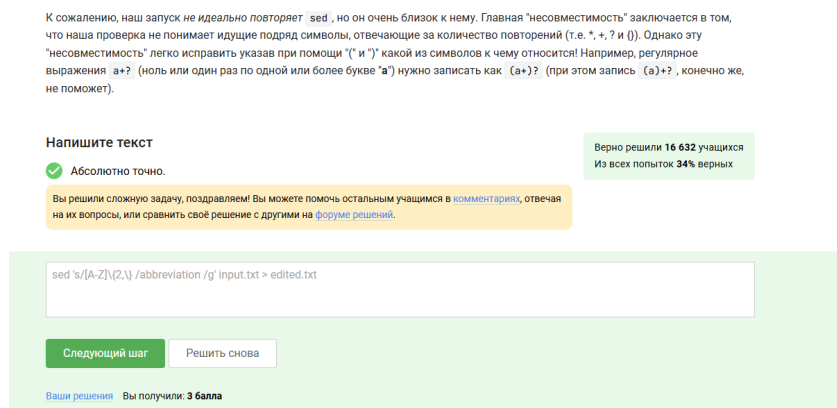 К сожалению, наш запуск не идеально повторяет sed, но он очень близок к нему. Главная "несовместимость" заключается в том,
что наша проверка не понимает идущие подряд символы, отвечающие за количество повторений (т.е. *, +, ? и {}). Однако эту
"несовместимость" легко исправить указав при помощи "(" и ")" какой из символов к чему относится! Например, регулярное
выражения a+? (ноль или один раз по одной или более букве "a") нужно записать как (a+)? (при этом запись (a)+?, конечно же,
не поможет).
Напишите текст
Верно решили 16 632 учащихся
Из всех попыток 34% верных
Абсолютно точно.
Вы решили сложную задачу, поздравляем! Вы можете помочь остальным учащимся в комментариях, отвечая
на их вопросы, или сравнить своё решение с другими на форуме решений.
sed 's/[A-Z]\{2,\} /abbreviation /g' input.txt > edited.txt
Следующий шаг
Решить снова
Ваши решения Вы получили: 3 балла